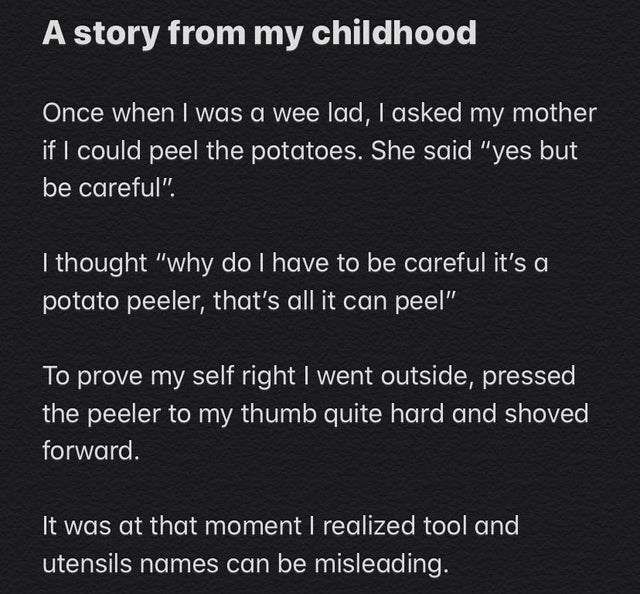 A story from my childhood
Once when I was a wee lad, I asked my mother
if I could peel the potatoes. She said “yes but
be careful”.
I thought “why do I have to be careful it’s a
potato peeler, that’s all it can peel”
To prove my self right I went outside, pressed
the peeler to my thumb quite hard and shoved
forward.
It was at that moment I realized tool and
utensils names can be misleading.